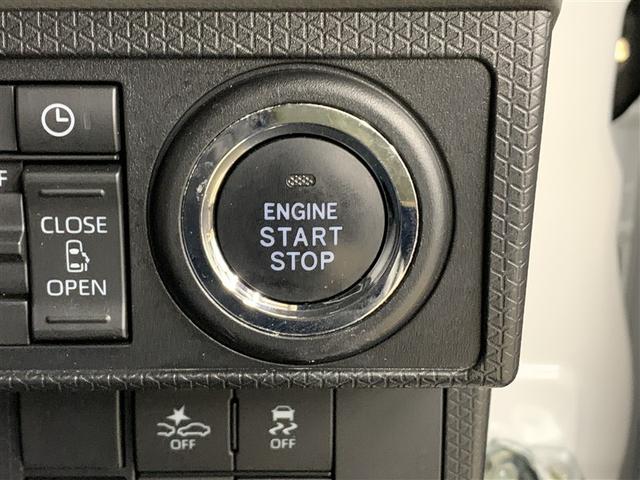 F
CLOSE
OPEN
ENGINE
START
STOP
OFF
OFF